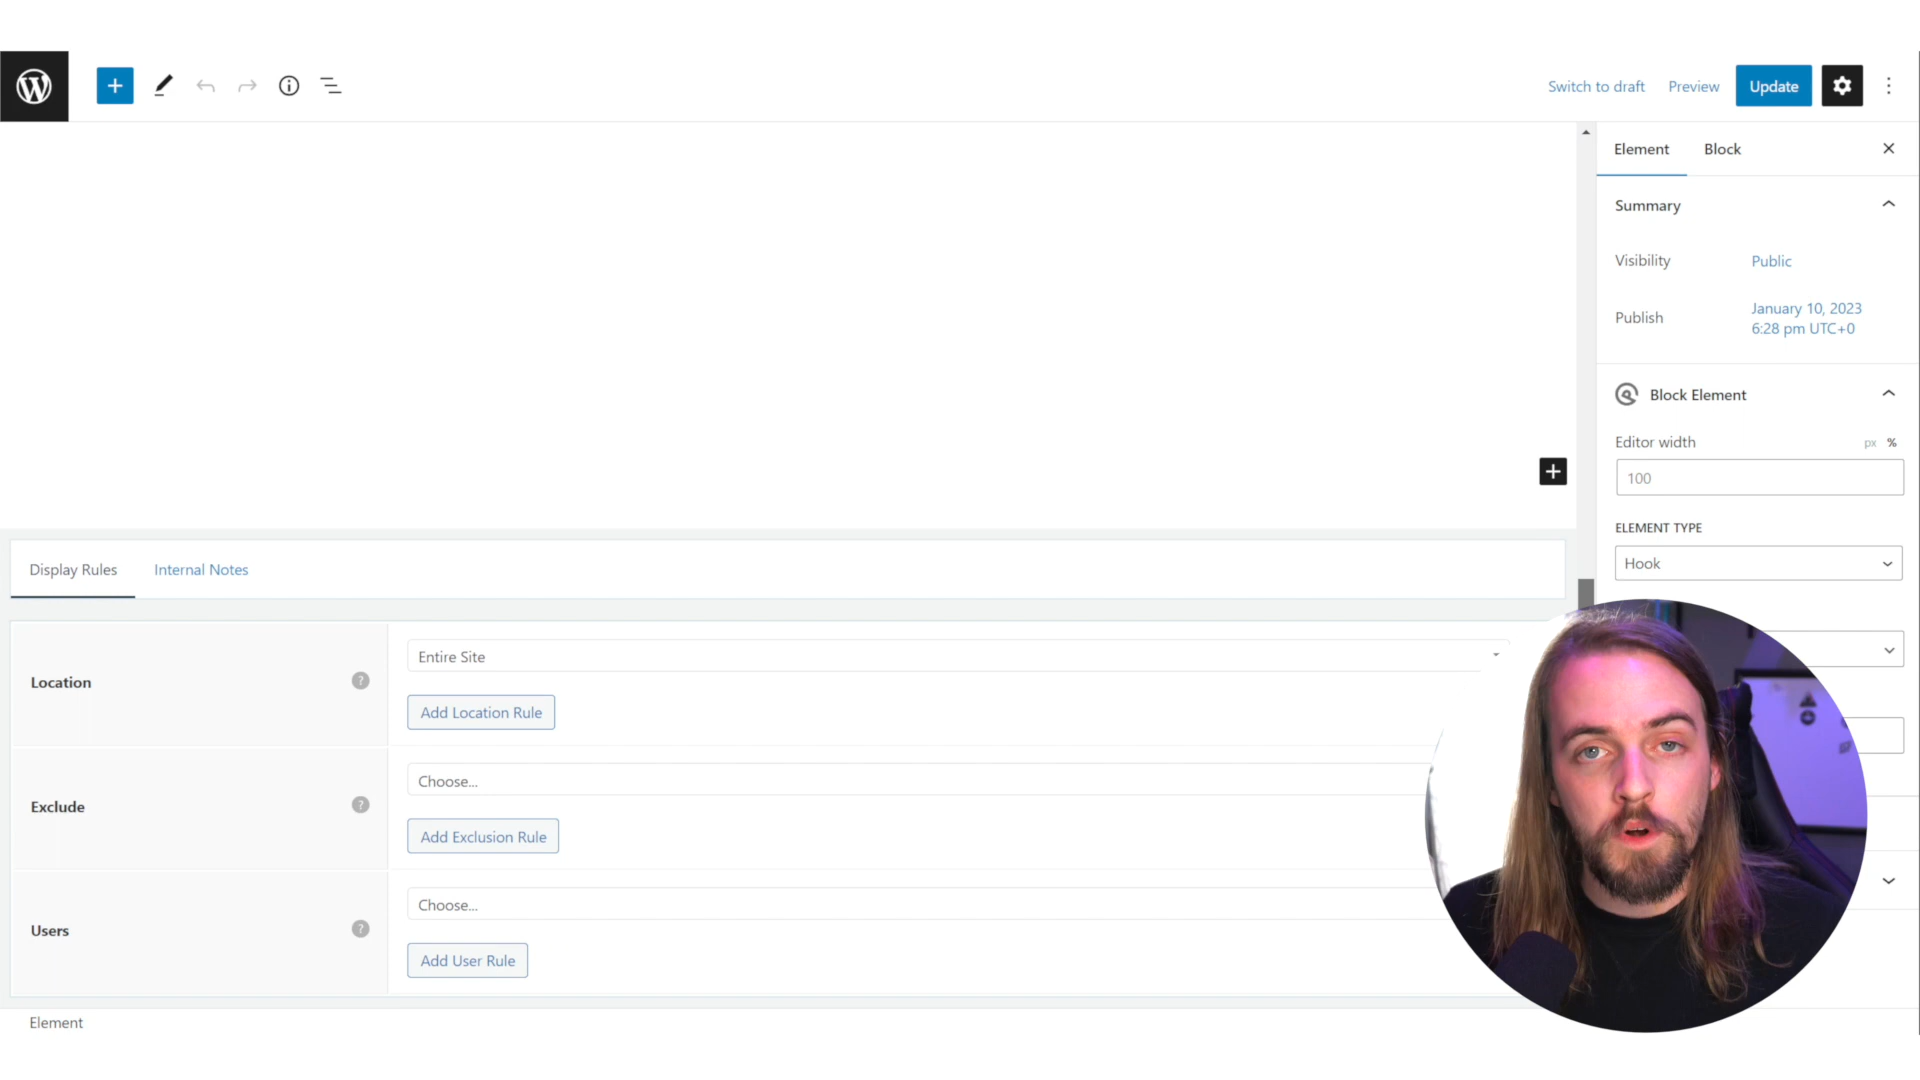 Switch to draft
Preview
Update
Element
Block
Summary
Visibility
Public
Publish
January 10, 2023
6:28 pm UTC+0
Block Element
Editor width
px %
100
ELEMENT TYPE
Hook
Display Rules
Internal Notes
Location
?
Entire Site
Add Location Rule
Exclude
?
Choose...
Add Exclusion Rule
Users
?
Choose...
Add User Rule
Element